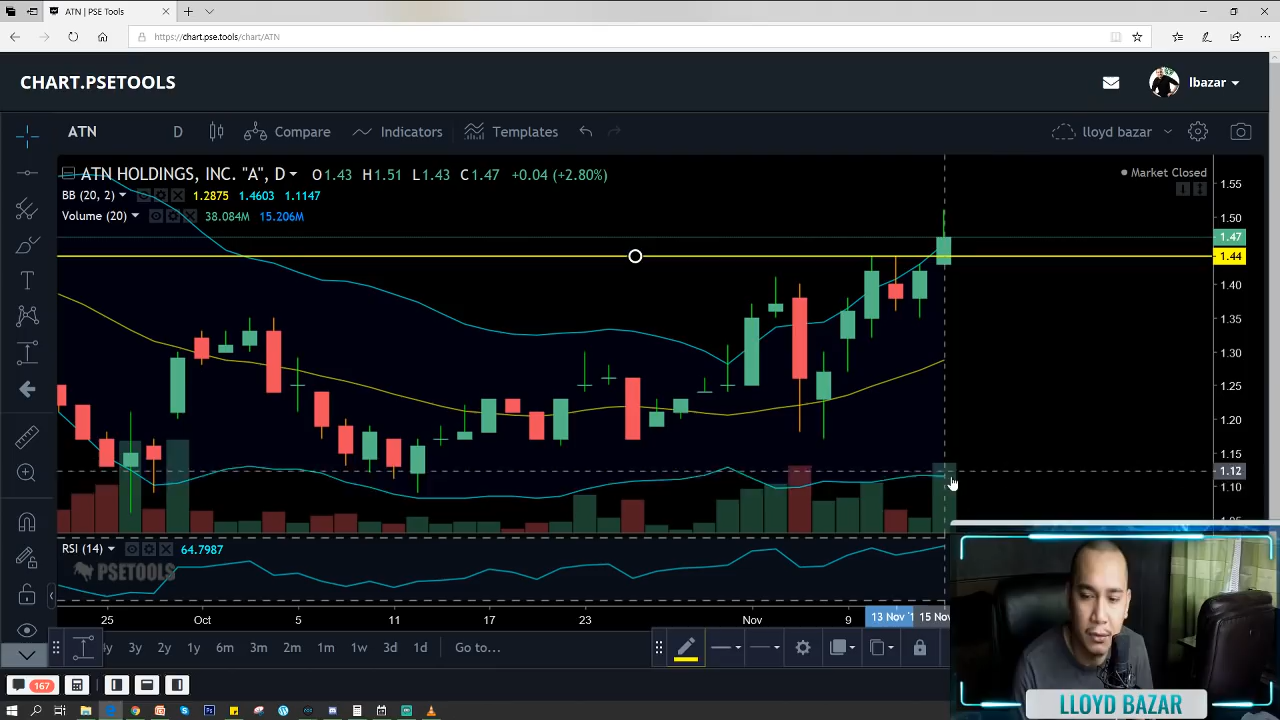 ATN | PSE Tools
https://chart.pse.tools/chart/ATN
CHART.PSETOOLS
lbazar
ATN
D
Compare
Indicators
Templates
lloyd bazar
ATN HOLDINGS, INC. "A", D
O1.43 H1.51 L1.43 C1.47 +0.04 (+2.80%)
Market Closed
BB (20, 2) 1.2875 1.4603 1.1147
Volume (20) 38.084M 15.206M
1.55
1.50
1.47
1.44
1.40
1.35
1.30
1.25
1.20
1.15
1.12
1.10
RSI (14) 64.7987
PSETOOLS
25 Oct 5 11 17 23 Nov 9 13 Nov '1 15 Nov
3y 2y 1y 6m 3m 2m 1m 1w 3d 1d Go to...
167
LLOYD BAZAR